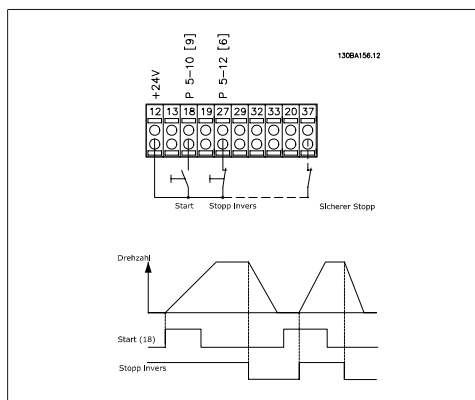 130BA156.12
+24V
P 5-10 [9]
P 5-12 [6]
12 13 18 19 27 29 32 33 20 37
Start
Stopp Invers
Sicherer Stopp
Drehzahl
Start (18)
Stopp Invers